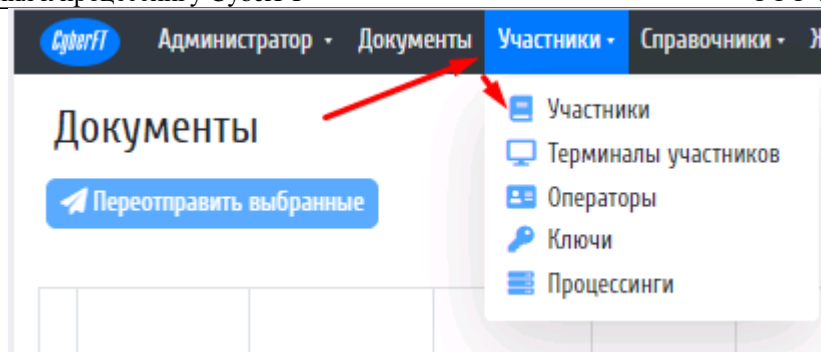 CyberFT Администратор Документы Участники Справочники
Документы
Переотправить выбранные
Участники
Терминалы участников
Операторы
Ключи
Процессинги